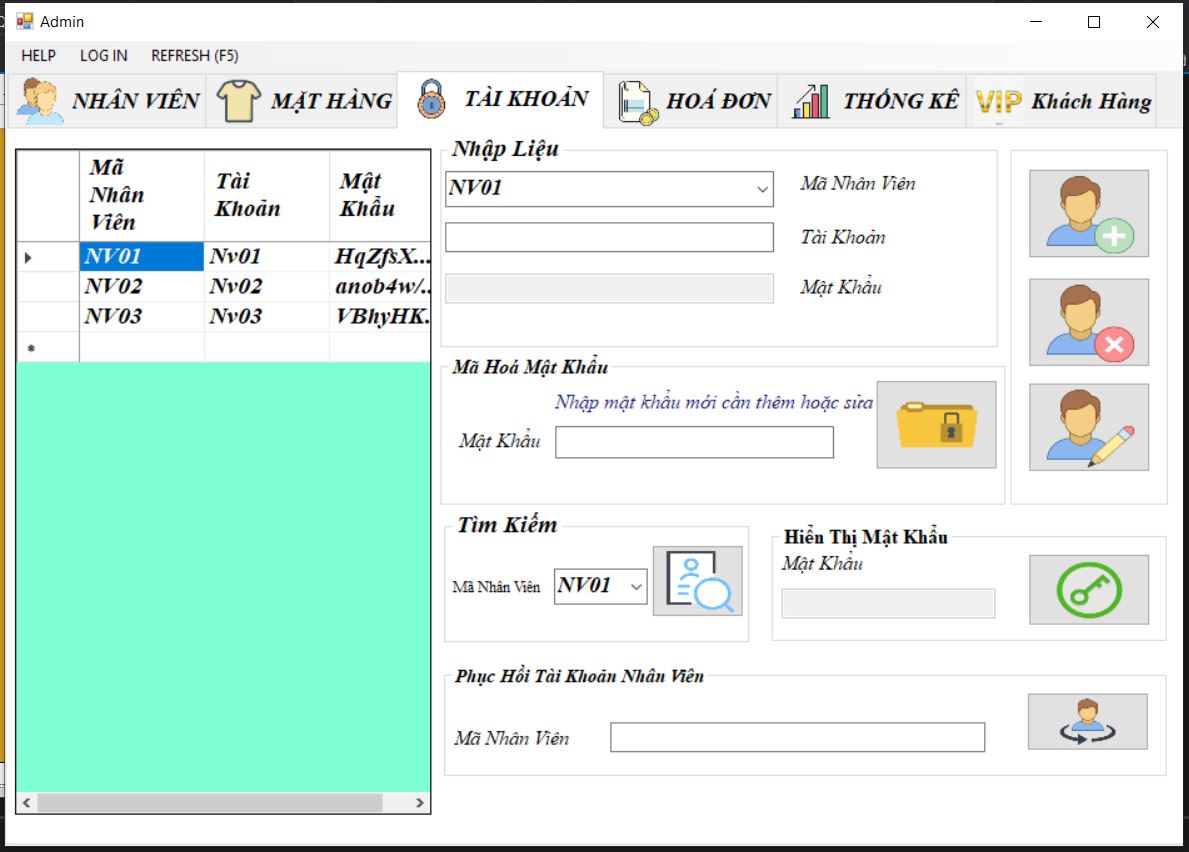 Admin
HELP LOG IN REFRESH (F5)
NHÂN VIÊN MẶT HÀNG TÀI KHOẢN HOÁ ĐƠN THỐNG KÊ VIP Khách Hàng
Mã Nhân Viên Tài Khoản Mật Khẩu
NV01 Nv01 HqZfsX...
NV02 Nv02 anob4w/...
NV03 Nv03 VBhyHK...
Nhập Liệu
NV01 Mã Nhân Viên
Tài Khoản
Mật Khẩu
Mã Hoá Mật Khẩu
Nhập mật khẩu mới cần thêm hoặc sửa
Mật Khẩu
Tìm Kiếm
Mã Nhân Viên NV01
Hiển Thị Mật Khẩu
Mật Khẩu
Phục Hồi Tài Khoản Nhân Viên
Mã Nhân Viên